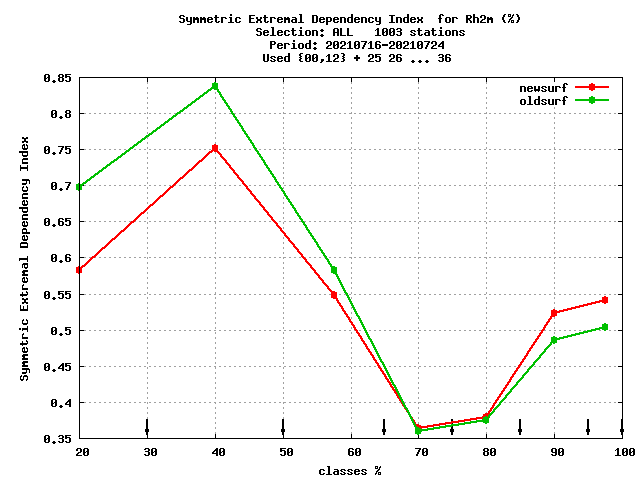 Symmetric Extremal Dependency Index  for Rh2m (%)
Selection: ALL   1003 stations
Period: 20210716-20210724
Used {00,12} + 25 26 ... 36
newsurf
oldsurf
Symmetric Extremal Dependency Index
0.85
0.8
0.75
0.7
0.65
0.6
0.55
0.5
0.45
0.4
0.35
20 30 40 50 60 70 80 90 100
classes %